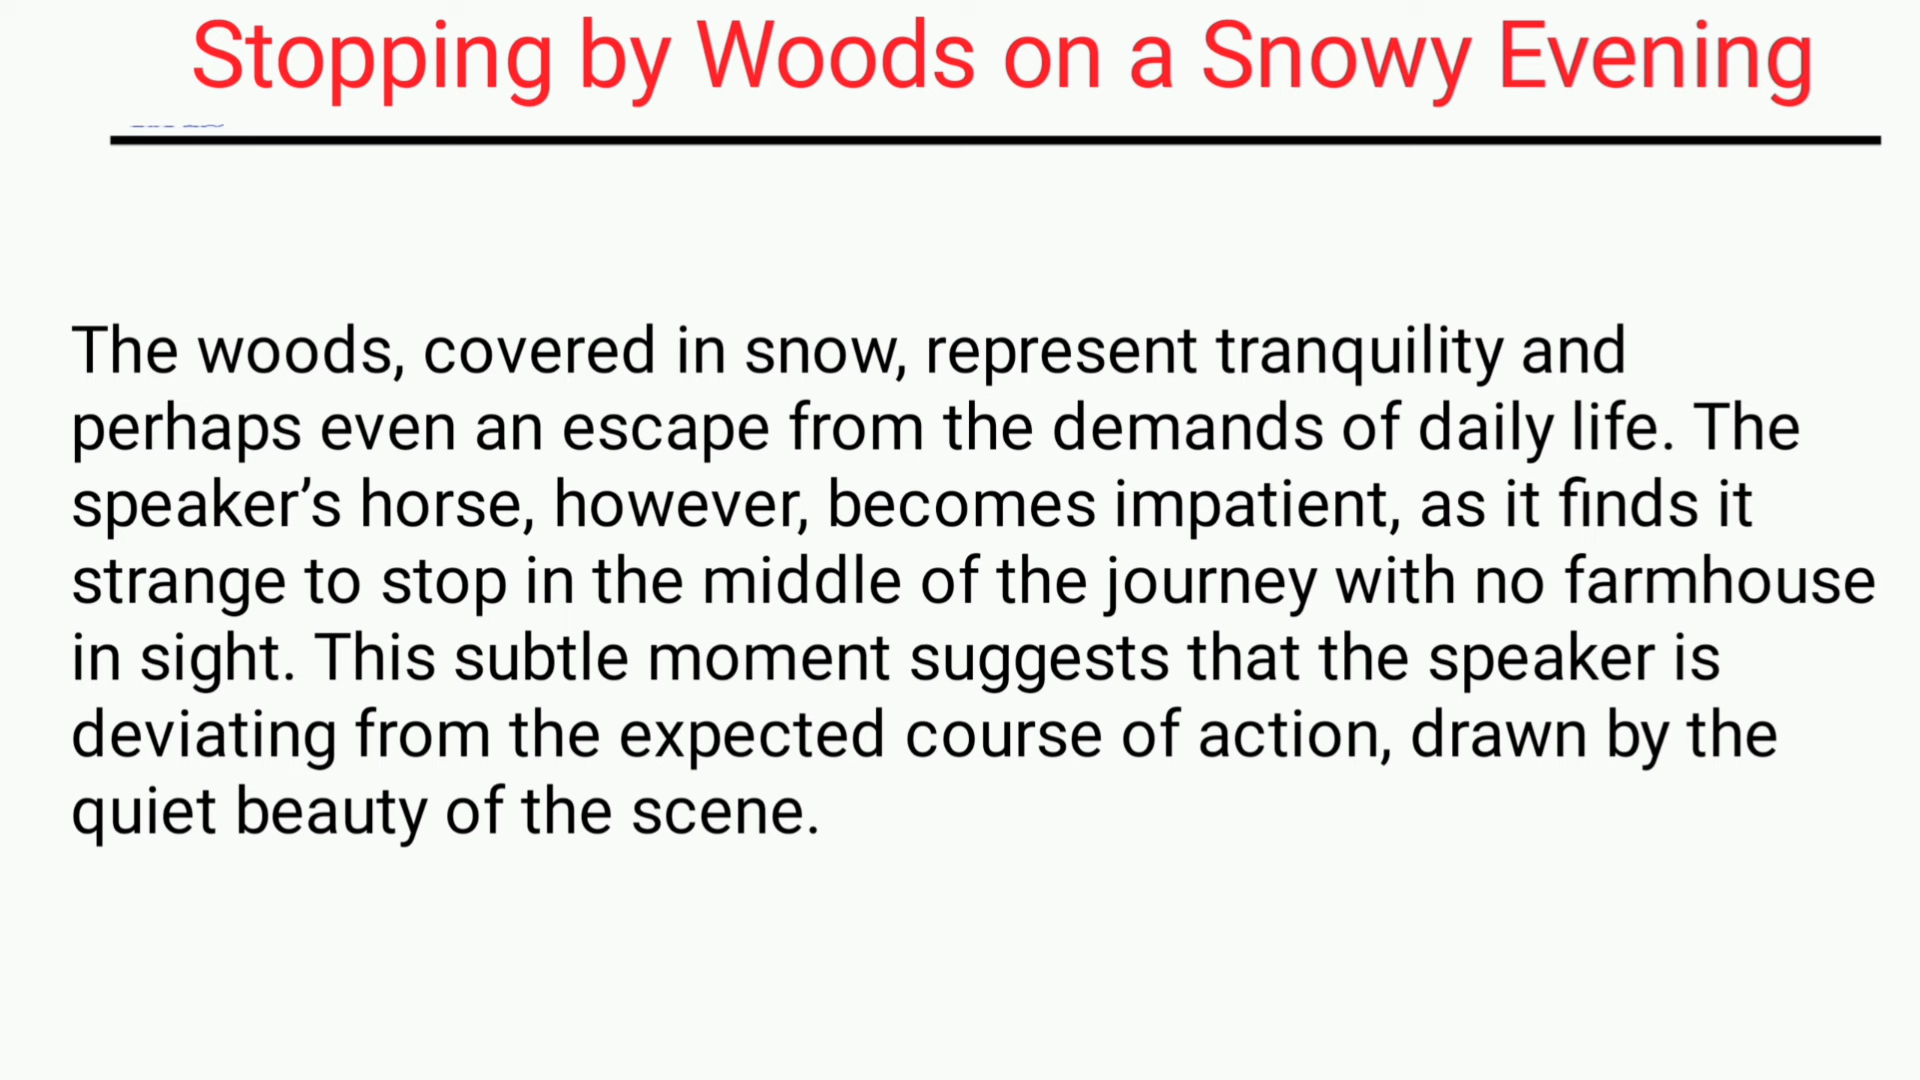 Stopping by Woods on a Snowy Evening
The woods, covered in snow, represent tranquility and
perhaps even an escape from the demands of daily life. The
speaker’s horse, however, becomes impatient, as it finds it
strange to stop in the middle of the journey with no farmhouse
in sight. This subtle moment suggests that the speaker is
deviating from the expected course of action, drawn by the
quiet beauty of the scene.